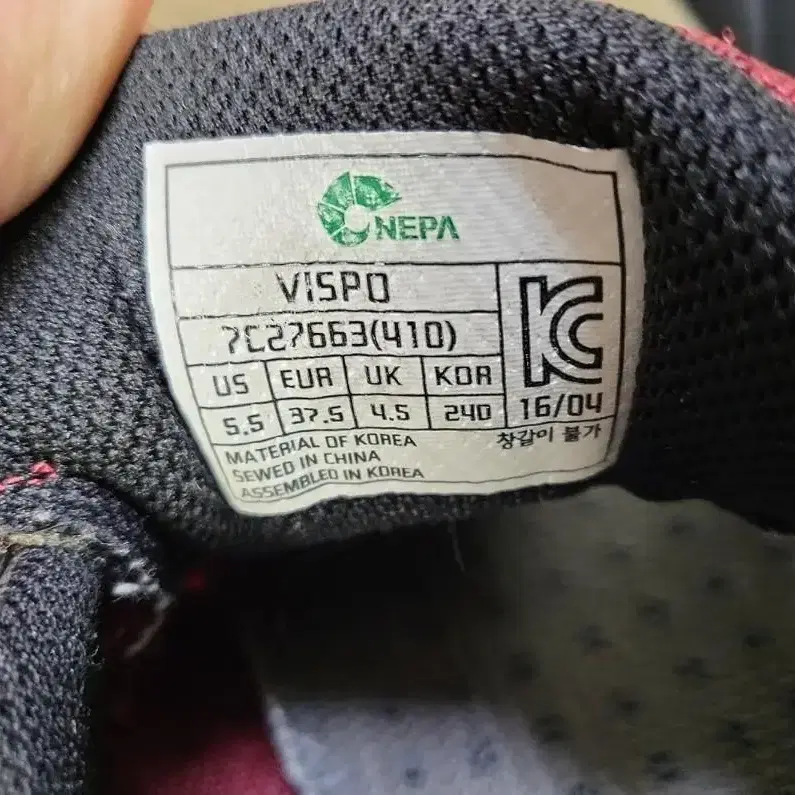 NEPA
VISPO
7C27663(410)
KC
US EUR UK KOR
5.5 37.5 4.5 240
16/04
창갈이 불가
MATERIAL OF KOREA
SEWED IN CHINA
ASSEMBLED IN KOREA